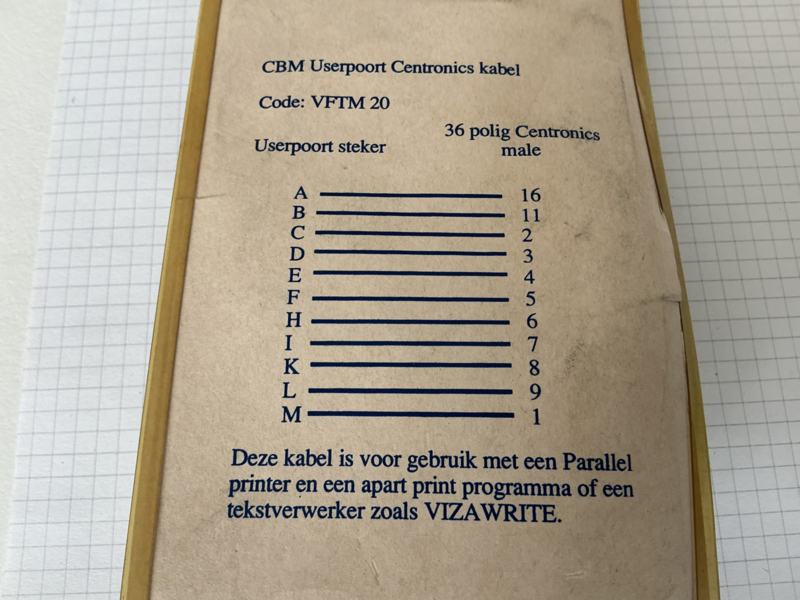 CBM Userpoort Centronics kabel
Code: VFTM 20
Userpoort steker
36 polig Centronics
male
A 16
B 11
C 2
D 3
E 4
F 5
H 6
I 7
K 8
L 9
M 1
Deze kabel is voor gebruik met een Parallel
printer en een apart print programma of een
tekstverwerker zoals VIZAWRITE.